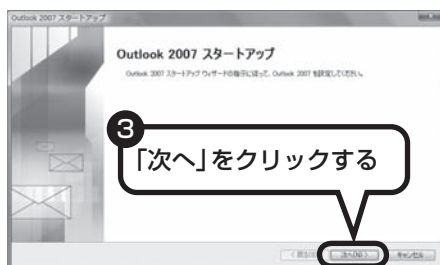 Outlook 2007 スタートアップ
Outlook 2007 スタートアップ
Outlook 2007 スタートアップ ウィザードの指示に従って、Outlook 2007 を設定してください。
3
「次へ」をクリックする
次へ(N) >
キャンセル